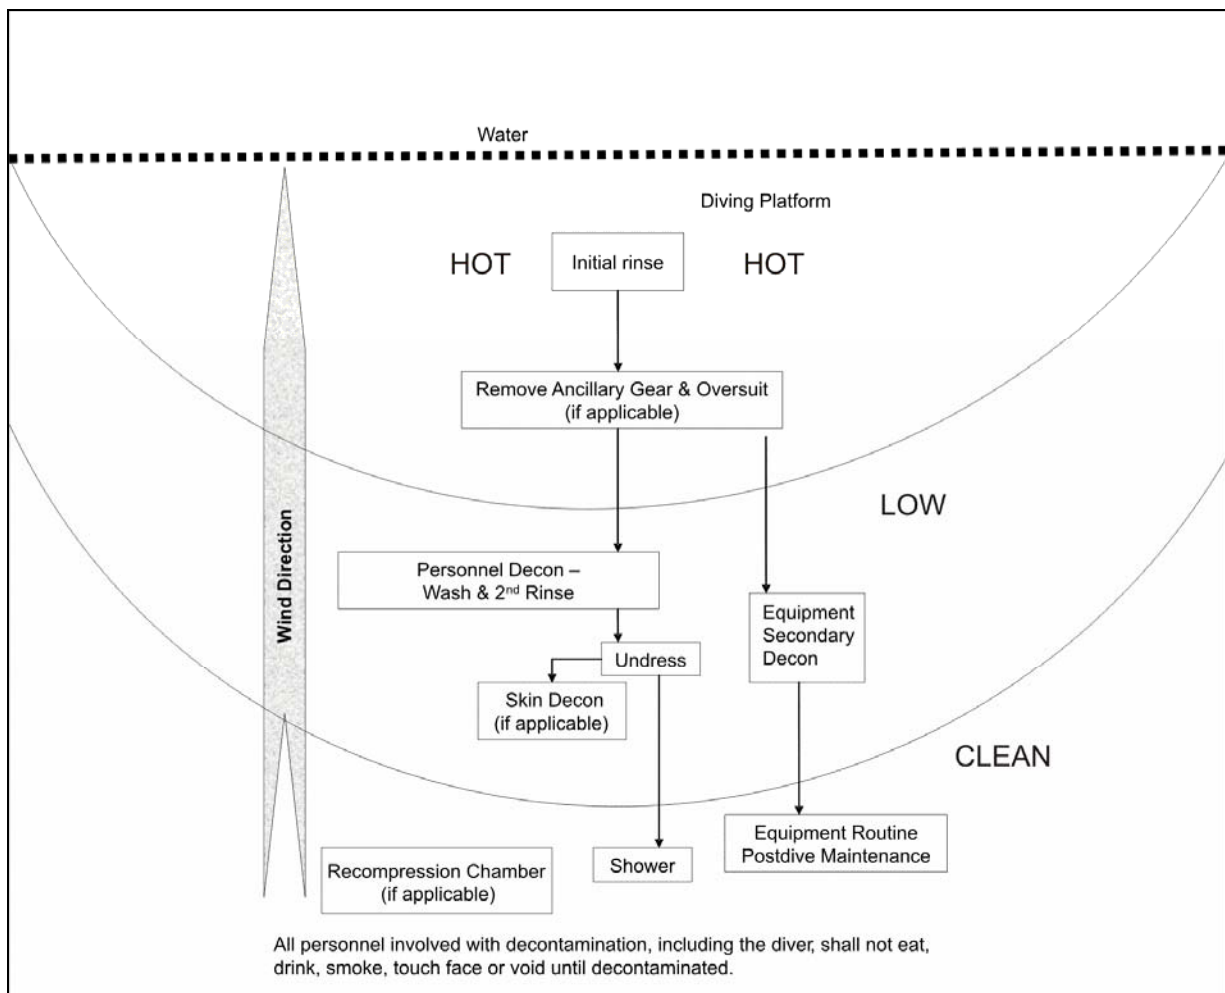 Water
Diving Platform
HOT
Initial rinse
HOT
Remove Ancillary Gear & Oversuit
(if applicable)
LOW
Wind Direction
Personnel Decon –
Wash & 2nd Rinse
Equipment
Secondary
Decon
Undress
Skin Decon
(if applicable)
CLEAN
Equipment Routine
Postdive Maintenance
Recompression Chamber
(if applicable)
Shower
All personnel involved with decontamination, including the diver, shall not eat,
drink, smoke, touch face or void until decontaminated.